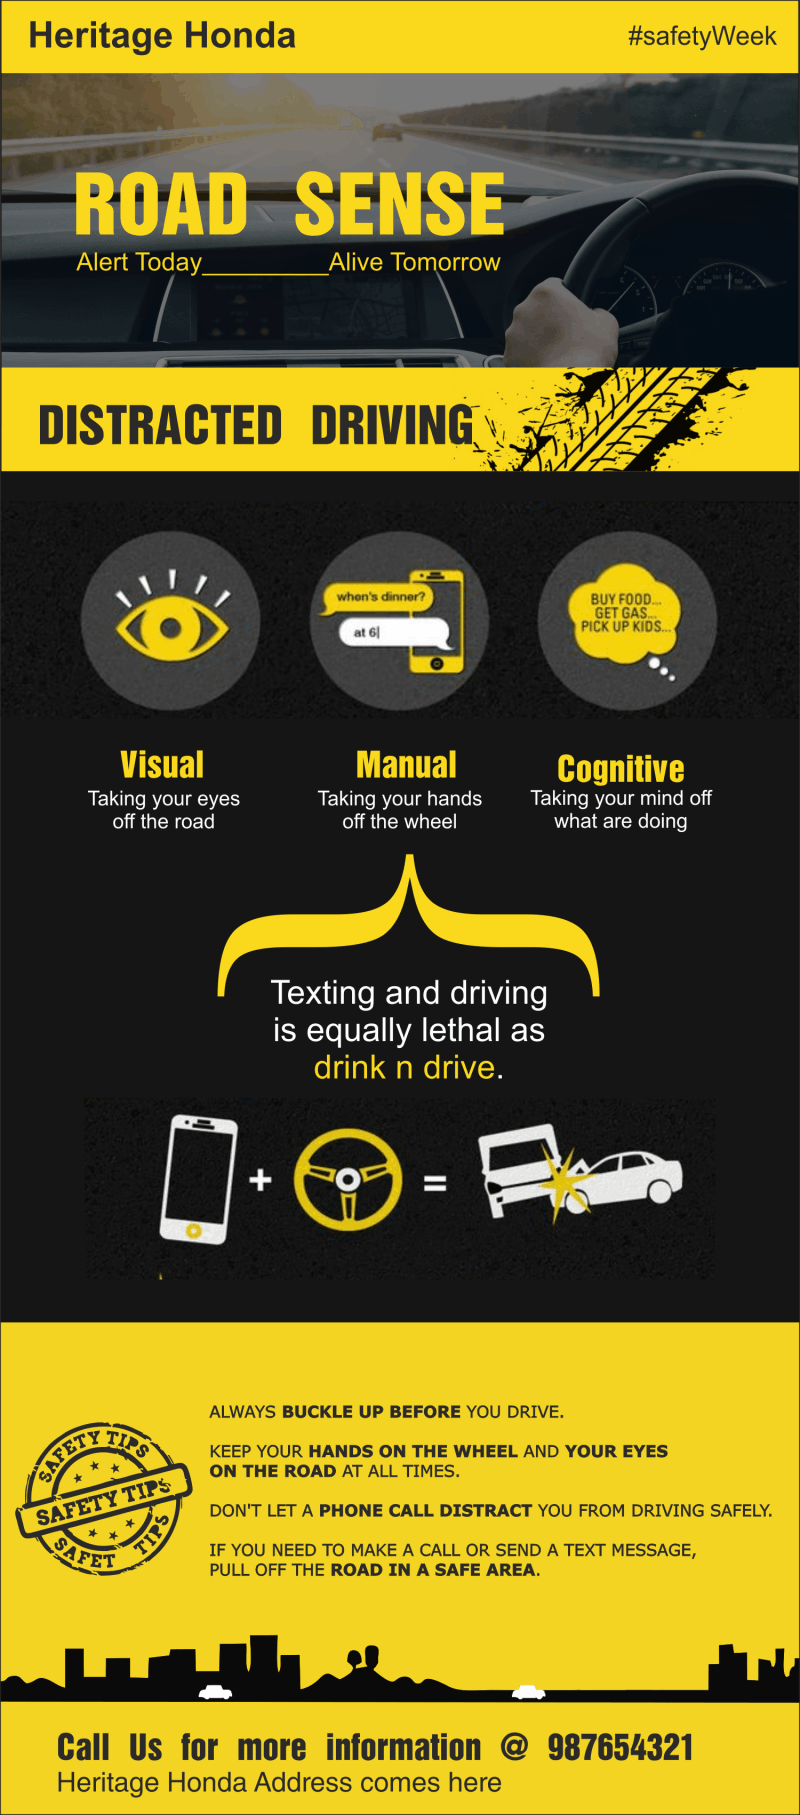 Heritage Honda
#safetyWeek
ROAD SENSE
Alert Today_________Alive Tomorrow
DISTRACTED DRIVING
when's dinner?
at 6|
BUY FOOD...
GET GAS...
PICK UP KIDS...
Visual
Taking your eyes
off the road
Manual
Taking your hands
off the wheel
Cognitive
Taking your mind off
what are doing
Texting and driving
is equally lethal as
drink n drive.
+
=
ALWAYS BUCKLE UP BEFORE YOU DRIVE.
KEEP YOUR HANDS ON THE WHEEL AND YOUR EYES
ON THE ROAD AT ALL TIMES.
DON'T LET A PHONE CALL DISTRACT YOU FROM DRIVING SAFELY.
IF YOU NEED TO MAKE A CALL OR SEND A TEXT MESSAGE,
PULL OFF THE ROAD IN A SAFE AREA.
SAFETY TIPS
SAFETY TIPS
SAFET TIPS
Call Us for more information @ 987654321
Heritage Honda Address comes here